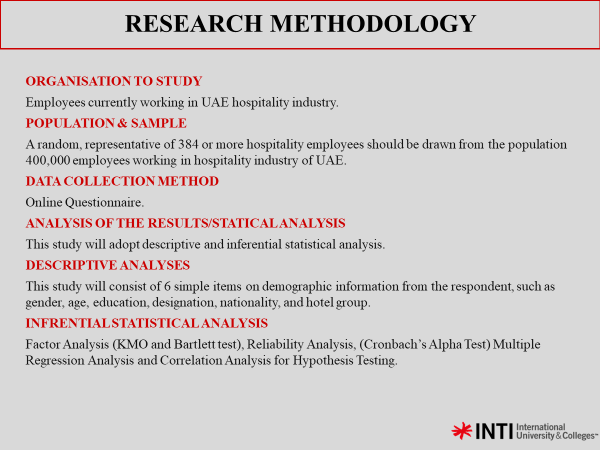 RESEARCH METHODOLOGY
ORGANISATION TO STUDY
Employees currently working in UAE hospitality industry.
POPULATION & SAMPLE
A random, representative of 384 or more hospitality employees should be drawn from the population
400,000 employees working in hospitality industry of UAE.
DATA COLLECTION METHOD
Online Questionnaire.
ANALYSIS OF THE RESULTS/STATICAL ANALYSIS
This study will adopt descriptive and inferential statistical analysis.
DESCRIPTIVE ANALYSES
This study will consist of 6 simple items on demographic information from the respondent, such as
gender, age, education, designation, nationality, and hotel group.
INFRENTIAL STATISTICAL ANALYSIS
Factor Analysis (KMO and Bartlett test), Reliability Analysis, (Cronbach’s Alpha Test) Multiple
Regression Analysis and Correlation Analysis for Hypothesis Testing.
INTI International
University & Colleges™